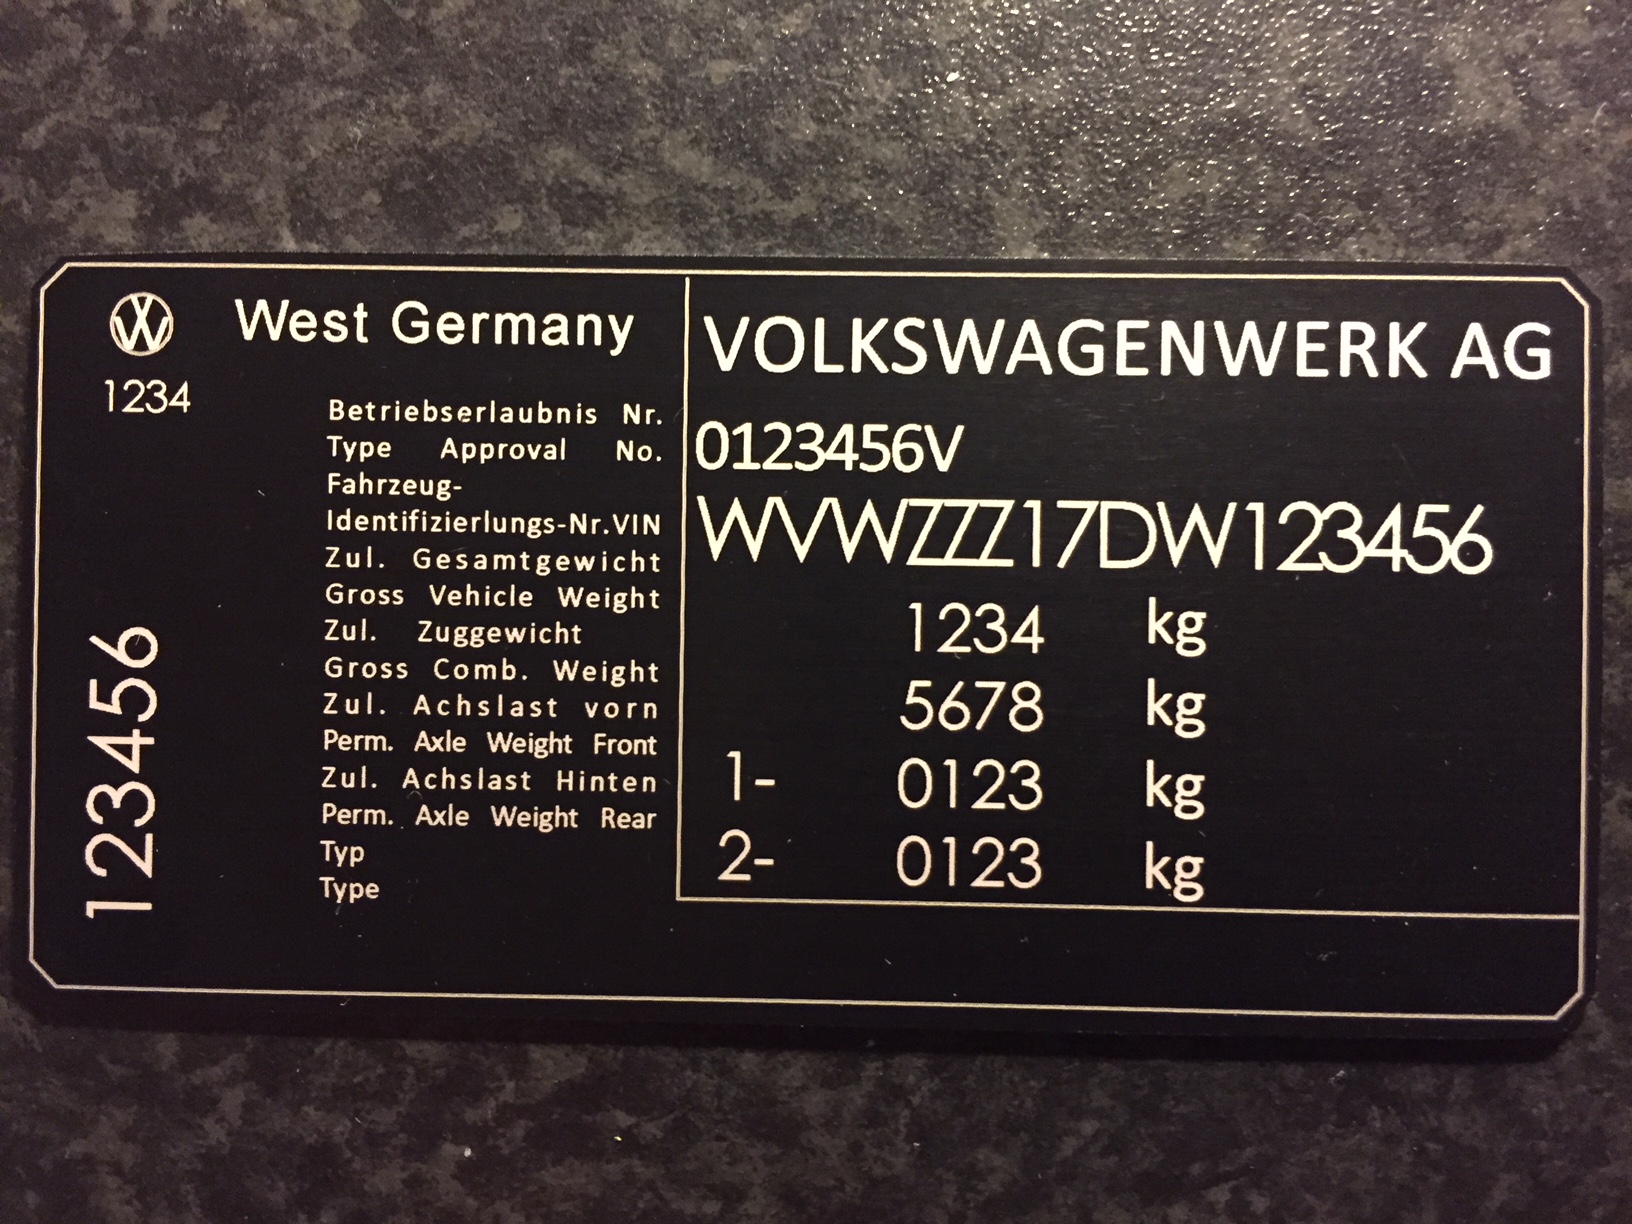 West Germany
1234
VOLKSWAGENWERK AG
Betriebserlaubnis Nr.
Type Approval No.
0123456V
Fahrzeug-
Identifizierlungs-Nr.VIN
WVWZZZ17DW123456
Zul. Gesamtgewicht
Gross Vehicle Weight
1234 kg
Zul. Zuggewicht
Gross Comb. Weight
5678 kg
Zul. Achslast vorn
Perm. Axle Weight Front
1- 0123 kg
Zul. Achslast Hinten
Perm. Axle Weight Rear
2- 0123 kg
Typ
Type
123456